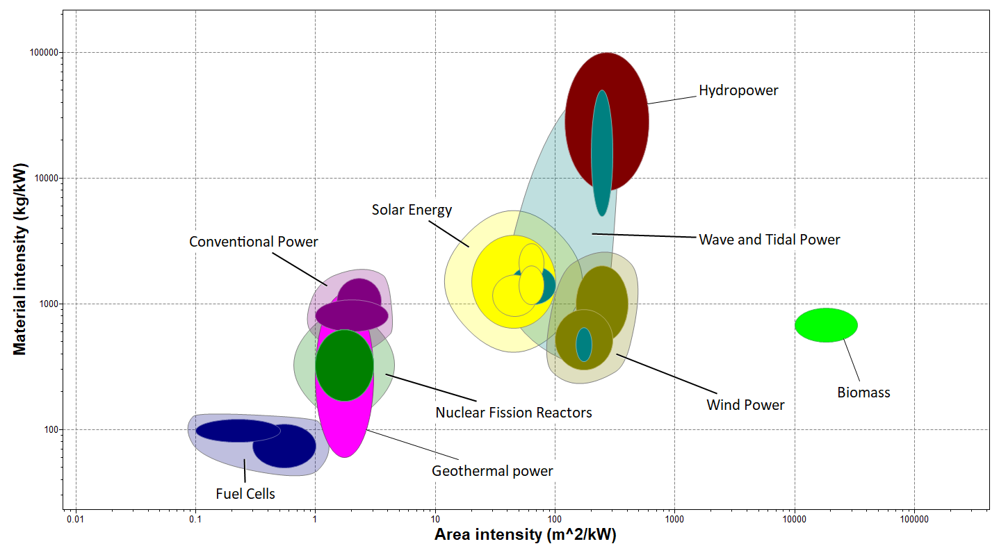 100000
10000
1000
100
Material intensity (kg/kW)
Hydropower
Solar Energy
Conventional Power
Wave and Tidal Power
Biomass
Wind Power
Nuclear Fission Reactors
Geothermal power
Fuel Cells
0.01 0.1 1 10 100 1000 10000 100000
Area intensity (m^2/kW)